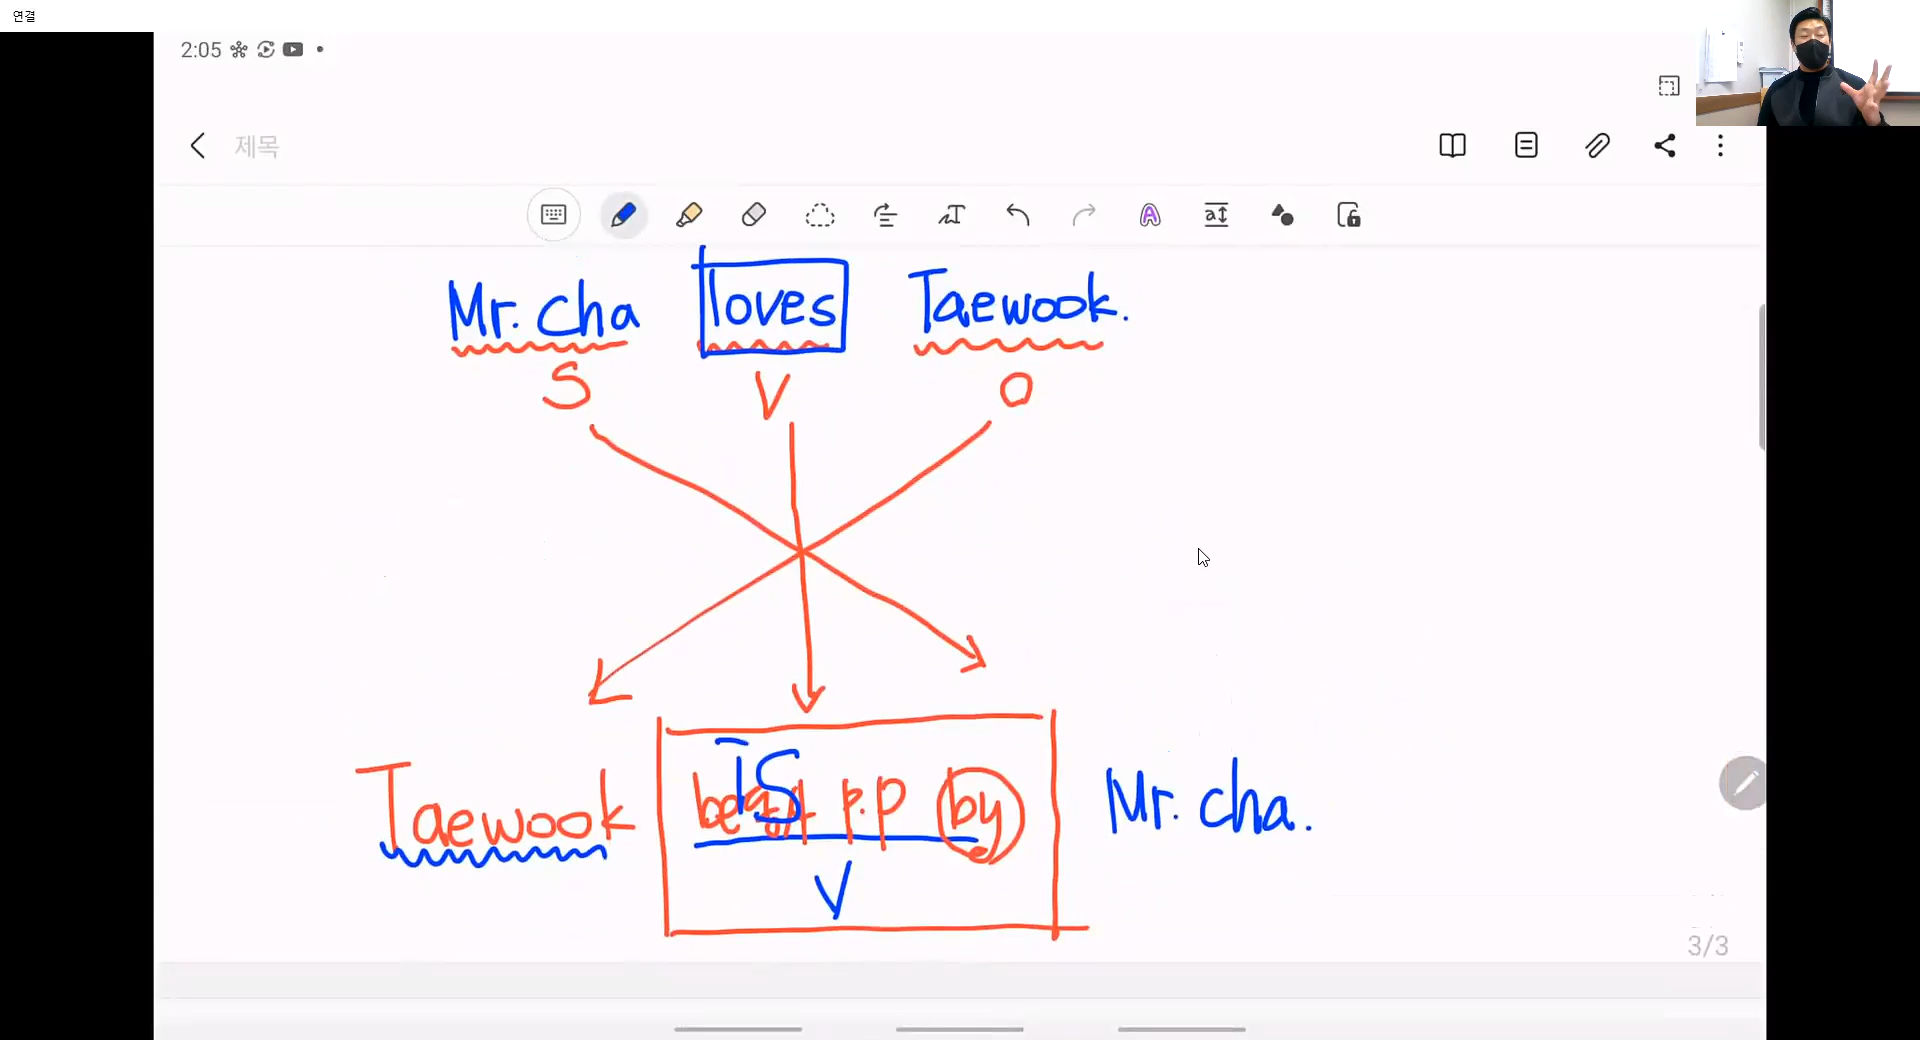 연결
2:05
제목
Mr. Cha loves Taewook.
S V O
Taewook is p.p by Mr. Cha.
V
3/3